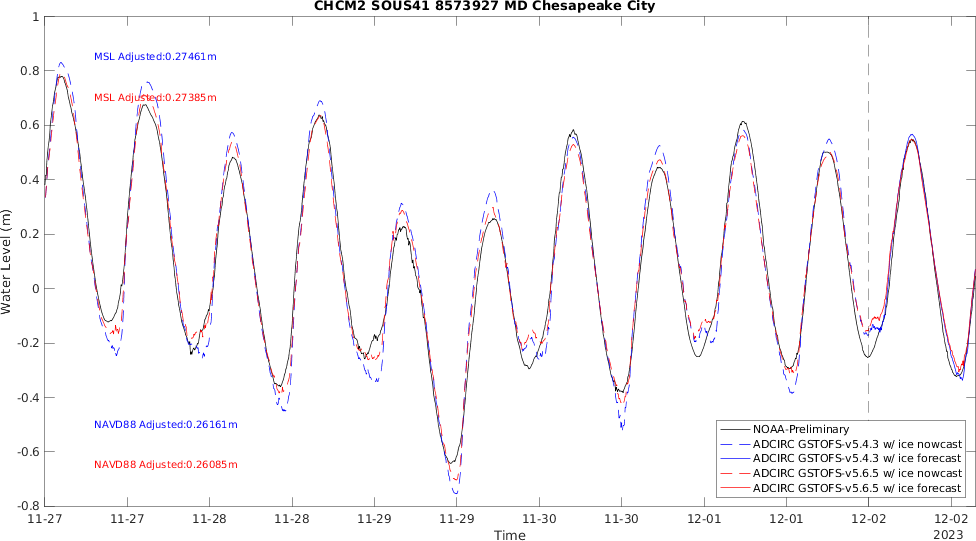 CHCM2 SOUS41 8573927 MD Chesapeake City
MSL Adjusted:0.27461m
MSL Adjusted:0.27385m
NAVD88 Adjusted:0.26161m
NAVD88 Adjusted:0.26085m
Water Level (m)
1
0.8
0.6
0.4
0.2
0
-0.2
-0.4
-0.6
-0.8
NOAA-Preliminary
ADCIRC GSTOFS-v5.4.3 w/ ice nowcast
ADCIRC GSTOFS-v5.4.3 w/ ice forecast
ADCIRC GSTOFS-v5.6.5 w/ ice nowcast
ADCIRC GSTOFS-v5.6.5 w/ ice forecast
11-27 11-27 11-28 11-28 11-29 11-29 11-30 11-30 12-01 12-01 12-02 12-02
2023
Time